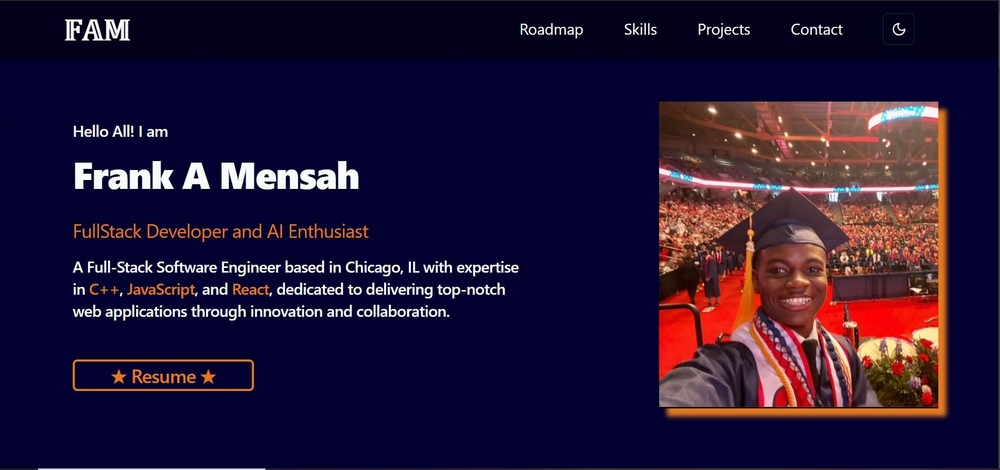 FAM
Roadmap
Skills
Projects
Contact
Hello All! I am
Frank A Mensah
FullStack Developer and AI Enthusiast
A Full-Stack Software Engineer based in Chicago, IL with expertise
in C++, JavaScript, and React, dedicated to delivering top-notch
web applications through innovation and collaboration.
★ Resume ★